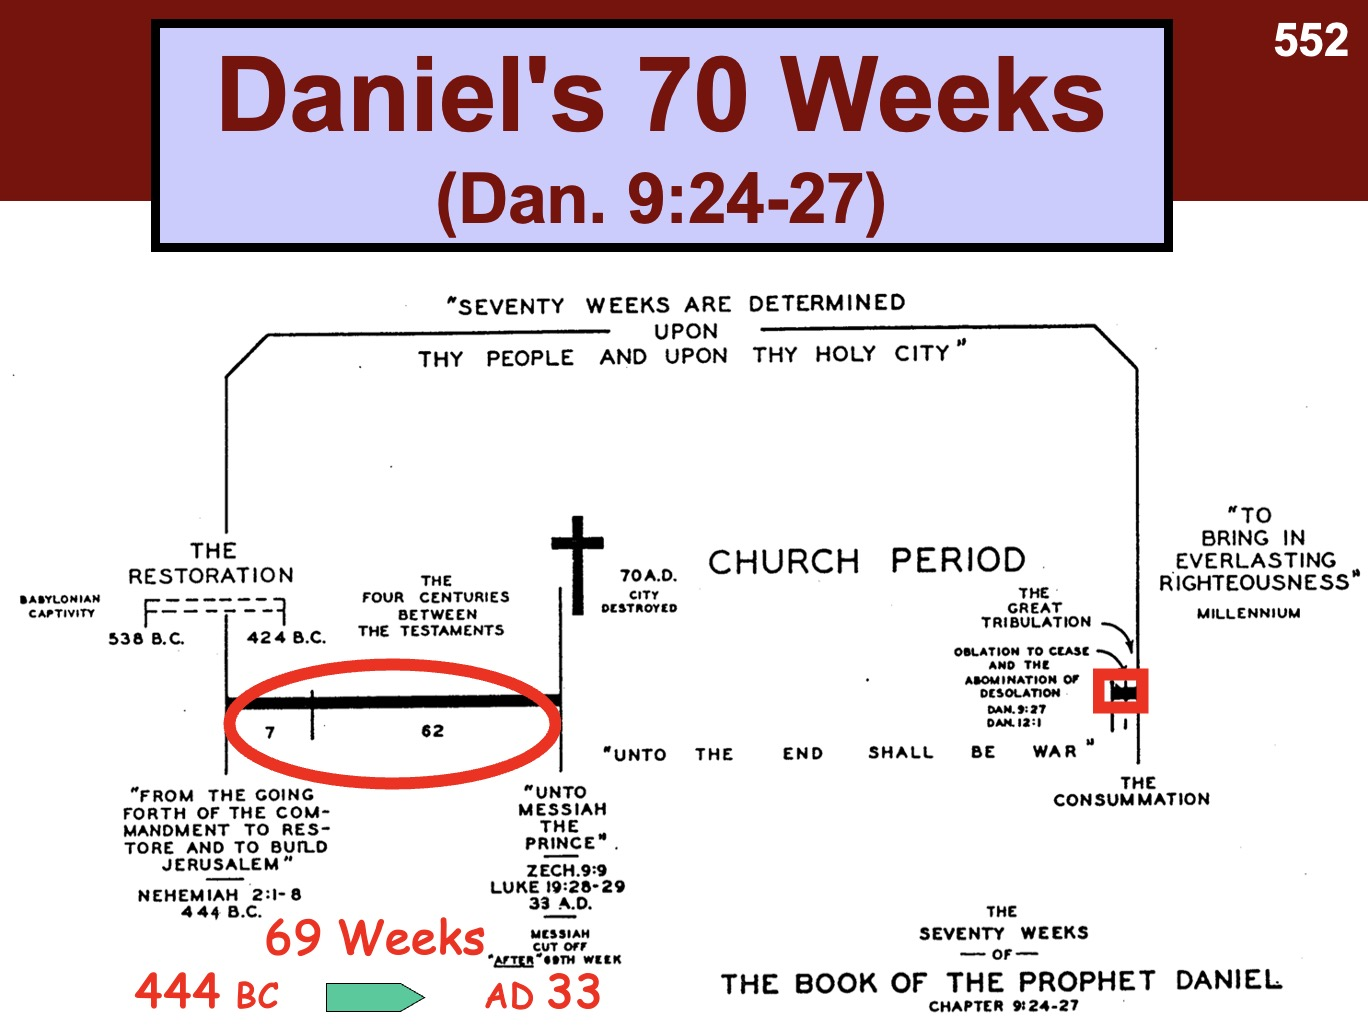 552
Daniel's 70 Weeks
(Dan. 9:24-27)
"SEVENTY WEEKS ARE DETERMINED
UPON
THY PEOPLE AND UPON THY HOLY CITY"
THE
RESTORATION
BABYLONIAN
CAPTIVITY
538 B.C.
424 B.C.
THE
FOUR CENTURIES
BETWEEN
THE TESTAMENTS
70 A.D.
CITY
DESTROYED
CHURCH PERIOD
THE
GREAT
TRIBULATION
OBLATION TO CEASE
AND THE
ABOMINATION OF
DESOLATION
DAN. 9:27
DAN. 12:1
"TO
BRING IN
EVERLASTING
RIGHTEOUSNESS"
MILLENNIUM
7
62
"UNTO THE END SHALL BE WAR"
THE
CONSUMMATION
"FROM THE GOING
FORTH OF THE COM-
MANDMENT TO RES-
TORE AND TO BUILD
JERUSALEM"
NEHEMIAH 2:1-8
444 B.C.
"UNTO
MESSIAH
THE
PRINCE".
ZECH. 9:9
LUKE 19:28-29
33 A.D.
MESSIAH
CUT OFF
"AFTER" 69TH WEEK
69 Weeks
444 BC
AD 33
THE
SEVENTY WEEKS
— OF —
THE BOOK OF THE PROPHET DANIEL
CHAPTER 9:24-27